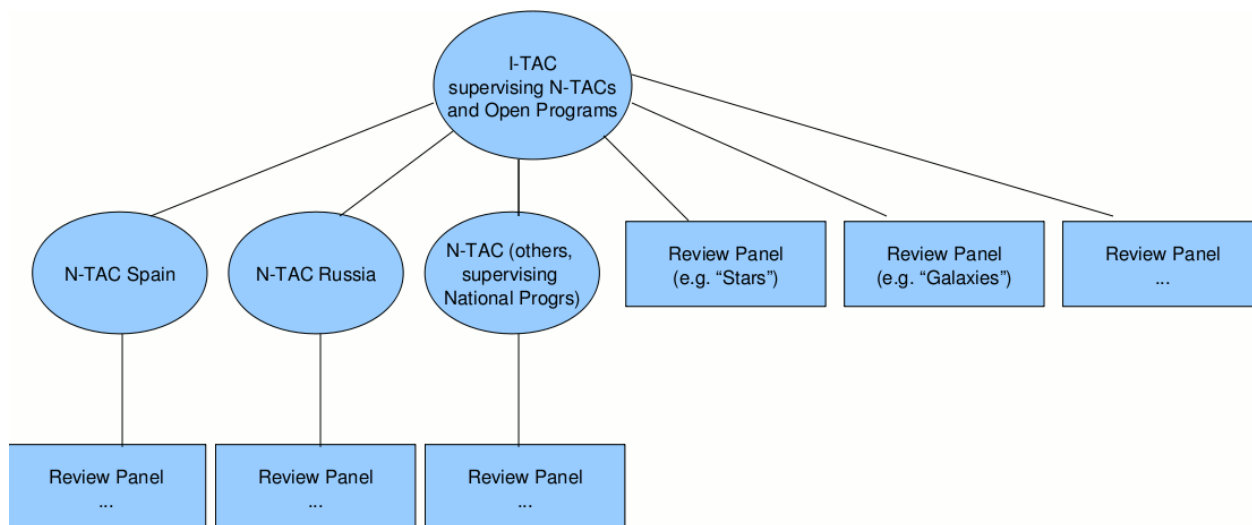 I-TAC
supervising N-TACs
and Open Programs
N-TAC Spain
N-TAC Russia
N-TAC (others,
supervising
National Progrs)
Review Panel
(e.g. “Stars”)
Review Panel
(e.g. “Galaxies”)
Review Panel
...
Review Panel
...
Review Panel
...
Review Panel
...